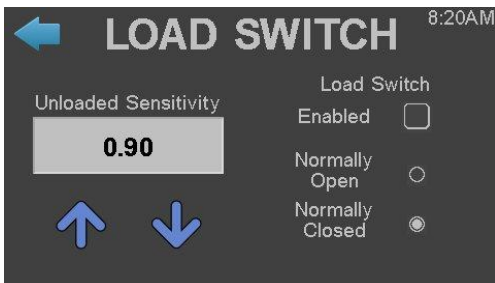 LOAD SWITCH
8:20AM
Unloaded Sensitivity
0.90
Load Switch
Enabled
Normally
Open
Normally
Closed